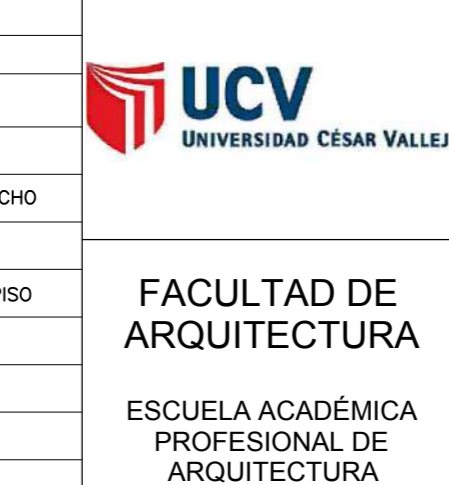 UCV
UNIVERSIDAD CÉSAR VALLEJ
CHO
PISO
FACULTAD DE
ARQUITECTURA
ESCUELA ACADÉMICA
PROFESIONAL DE
ARQUITECTURA